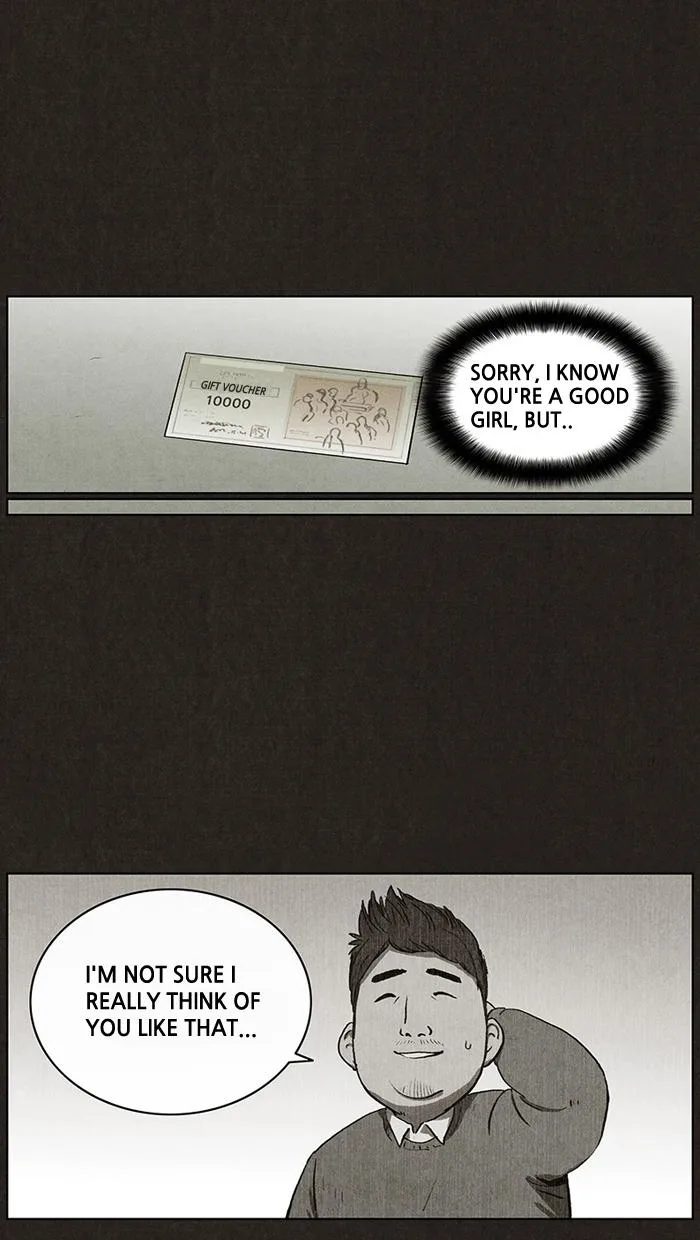 GIFT VOUCHER
10000
SORRY, I KNOW
YOU'RE A GOOD
GIRL, BUT..
I'M NOT SURE I
REALLY THINK OF
YOU LIKE THAT...